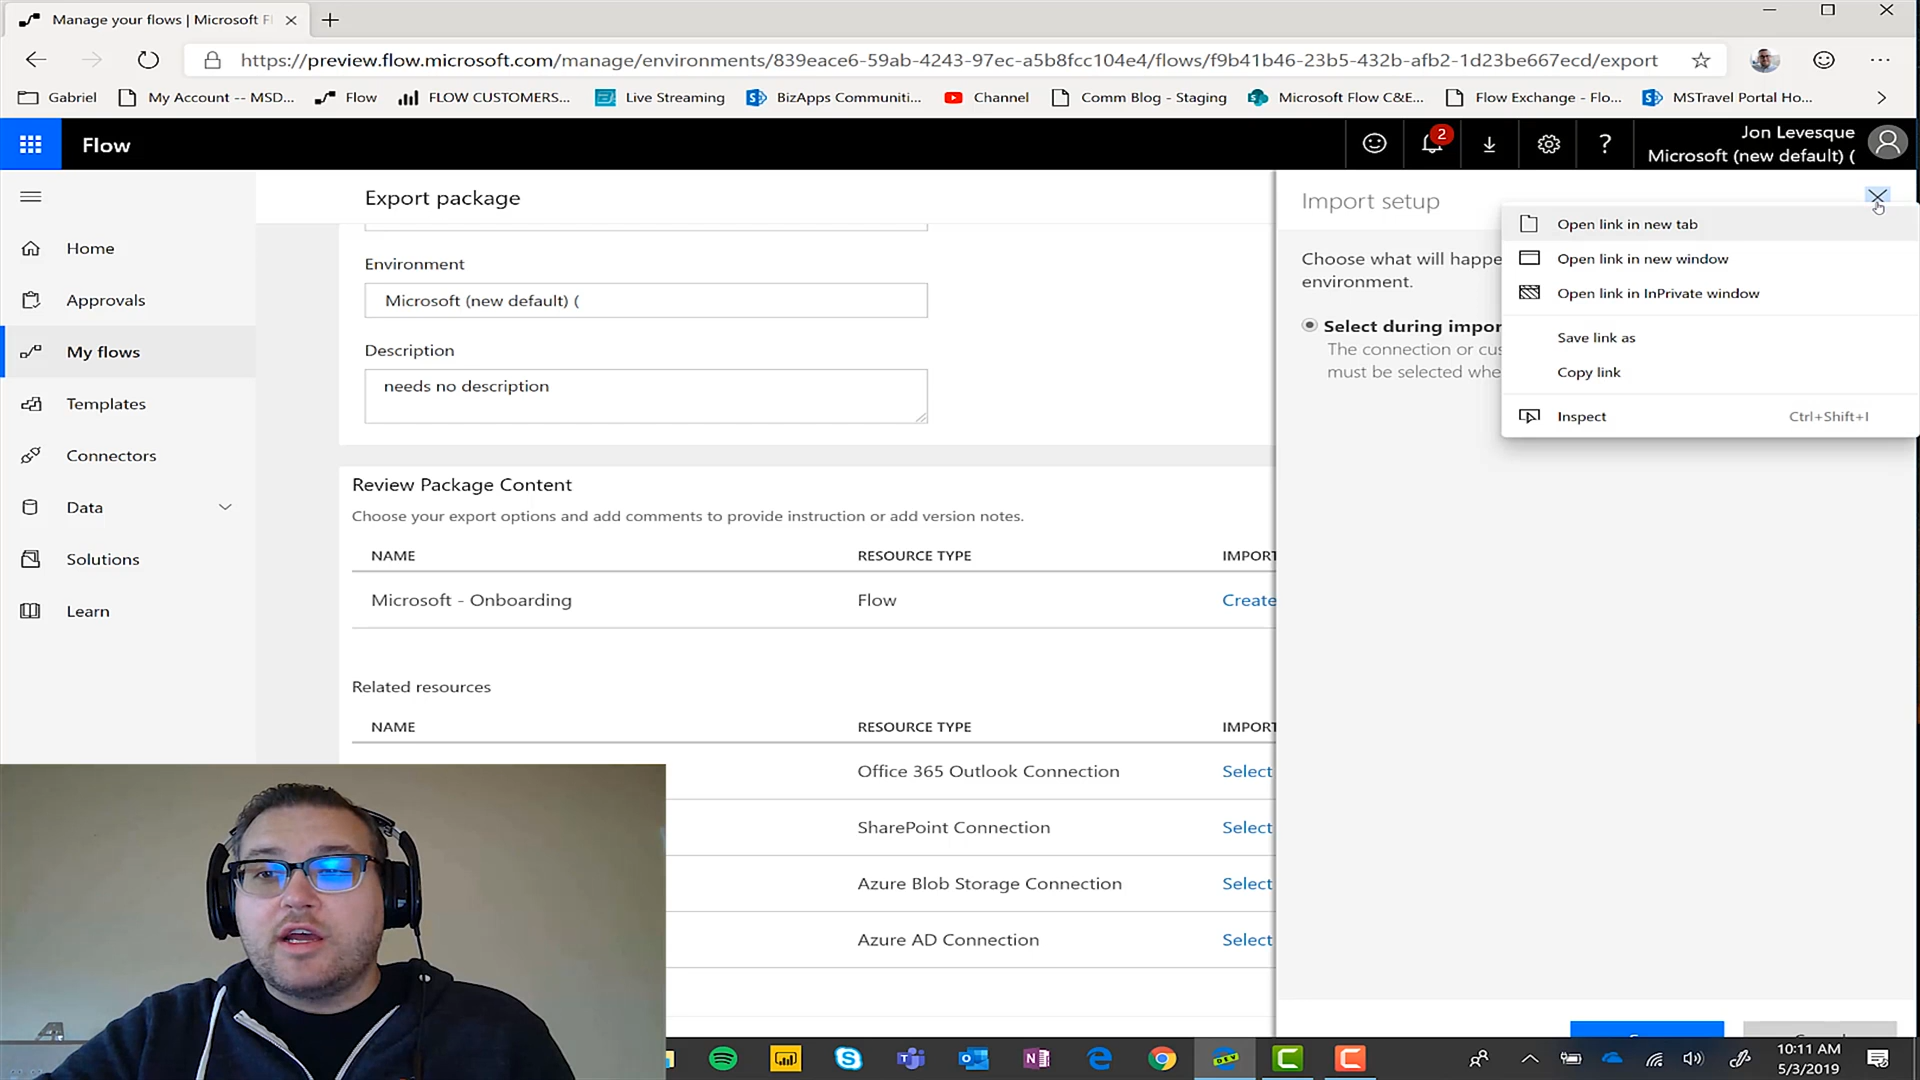 Manage your flows | Microsoft Fl
https://preview.flow.microsoft.com/manage/environments/839eace6-59ab-4243-97ec-a5b8fcc104e4/flows/f9b41b46-23b5-432b-afb2-1d23be667ecd/export
Gabriel
My Account -- MSD...
Flow
FLOW CUSTOMERS...
Live Streaming
BizApps Communiti...
Channel
Comm Blog - Staging
Microsoft Flow C&E...
Flow Exchange - Flo...
MSTravel Portal Ho...
Flow
2
?
Jon Levesque
Microsoft (new default) (
Home
Approvals
My flows
Templates
Connectors
Data
Solutions
Learn
Export package
Environment
Microsoft (new default) (
Description
needs no description
Review Package Content
Choose your export options and add comments to provide instruction or add version notes.
NAME
RESOURCE TYPE
IMPORT
Microsoft - Onboarding
Flow
Create
Related resources
NAME
RESOURCE TYPE
IMPORT
Office 365 Outlook Connection
Select
SharePoint Connection
Select
Azure Blob Storage Connection
Select
Azure AD Connection
Select
Import setup
Choose what will happe
environment.
Select during impor
The connection or cus
must be selected whe
Open link in new tab
Open link in new window
Open link in InPrivate window
Save link as
Copy link
Inspect
Ctrl+Shift+I
DEV
10:11 AM
5/3/2019